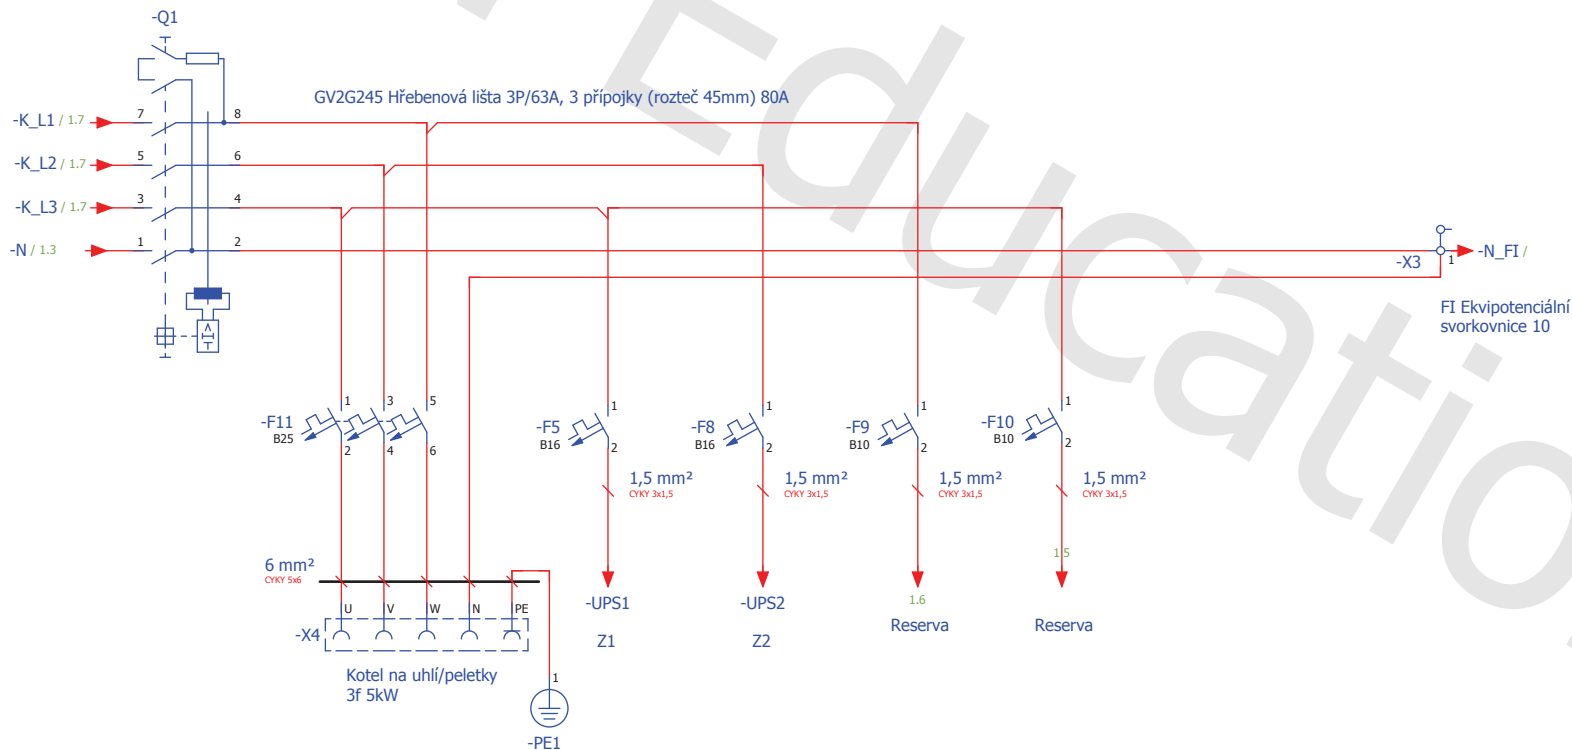 -Q1
GV2G245 Hřebenová lišta 3P/63A, 3 přípojky (rozteč 45mm) 80A
-K_L1 / 1.7 7 8
-K_L2 / 1.7 5 6
-K_L3 / 1.7 3 4
-N / 1.3 1 2
-X3 1 -N_FI /
FI Ekvipotenciální
svorkovnice 10
-F11 1 3 5
B25 2 4 6
-F5 1
B16 2
-F8 1
B16 2
-F9 1
B10 2
-F10 1
B10 2
1,5 mm²
CYKY 3x1,5
1,5 mm²
CYKY 3x1,5
1,5 mm²
CYKY 3x1,5
1,5 mm²
CYKY 3x1,5
6 mm²
CYKY 5x6
1.5
-UPS1
Z1
-UPS2
Z2
1.6
Reserva
Reserva
U V W N PE
-X4
Kotel na uhlí/peletky
3f 5kW
1
-PE1
Educatio